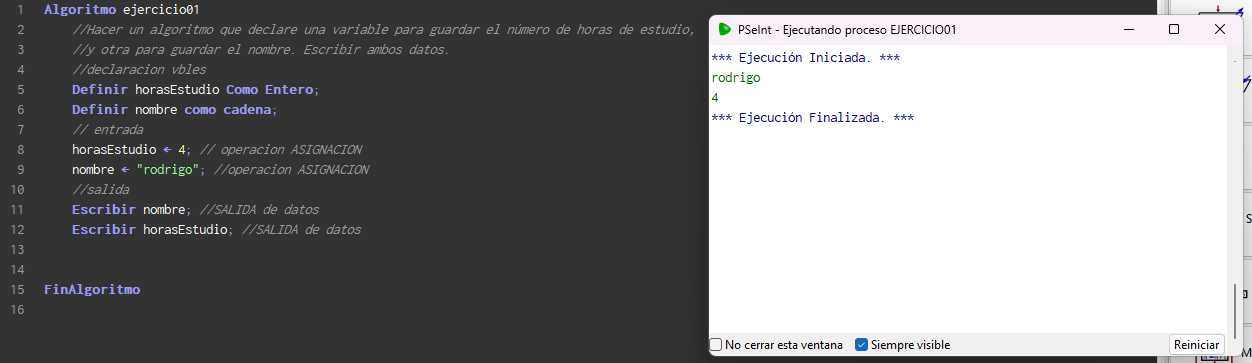 1 Algoritmo ejercicio01
2 //Hacer un algoritmo que declare una variable para guardar el número de horas de estudio,
3 //y otra para guardar el nombre. Escribir ambos datos.
4 //declaracion vbles
5 Definir horasEstudio Como Entero;
6 Definir nombre como cadena;
7 // entrada
8 horasEstudio ← 4; // operacion ASIGNACION
9 nombre ← "rodrigo"; //operacion ASIGNACION
10 //salida
11 Escribir nombre; //SALIDA de datos
12 Escribir horasEstudio; //SALIDA de datos
13
14
15 FinAlgoritmo
16
PSeInt - Ejecutando proceso EJERCICIO01
*** Ejecución Iniciada. ***
rodrigo
4
*** Ejecución Finalizada. ***
No cerrar esta ventana Siempre visible Reiniciar
S
M